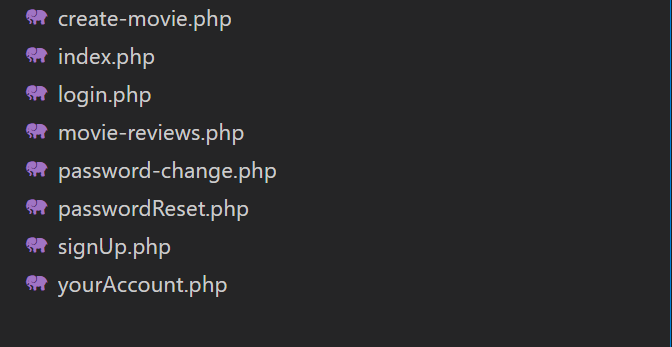 create-movie.php
index.php
login.php
movie-reviews.php
password-change.php
passwordReset.php
signUp.php
yourAccount.php